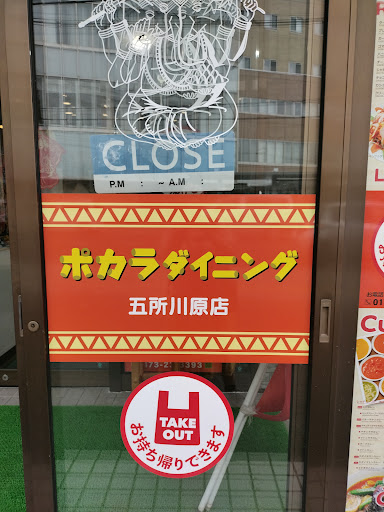 CLOSE
P.M : ~ A.M :
ポカラダイニング
五所川原店
TAKE
OUT
お持ち帰りできます
Cu